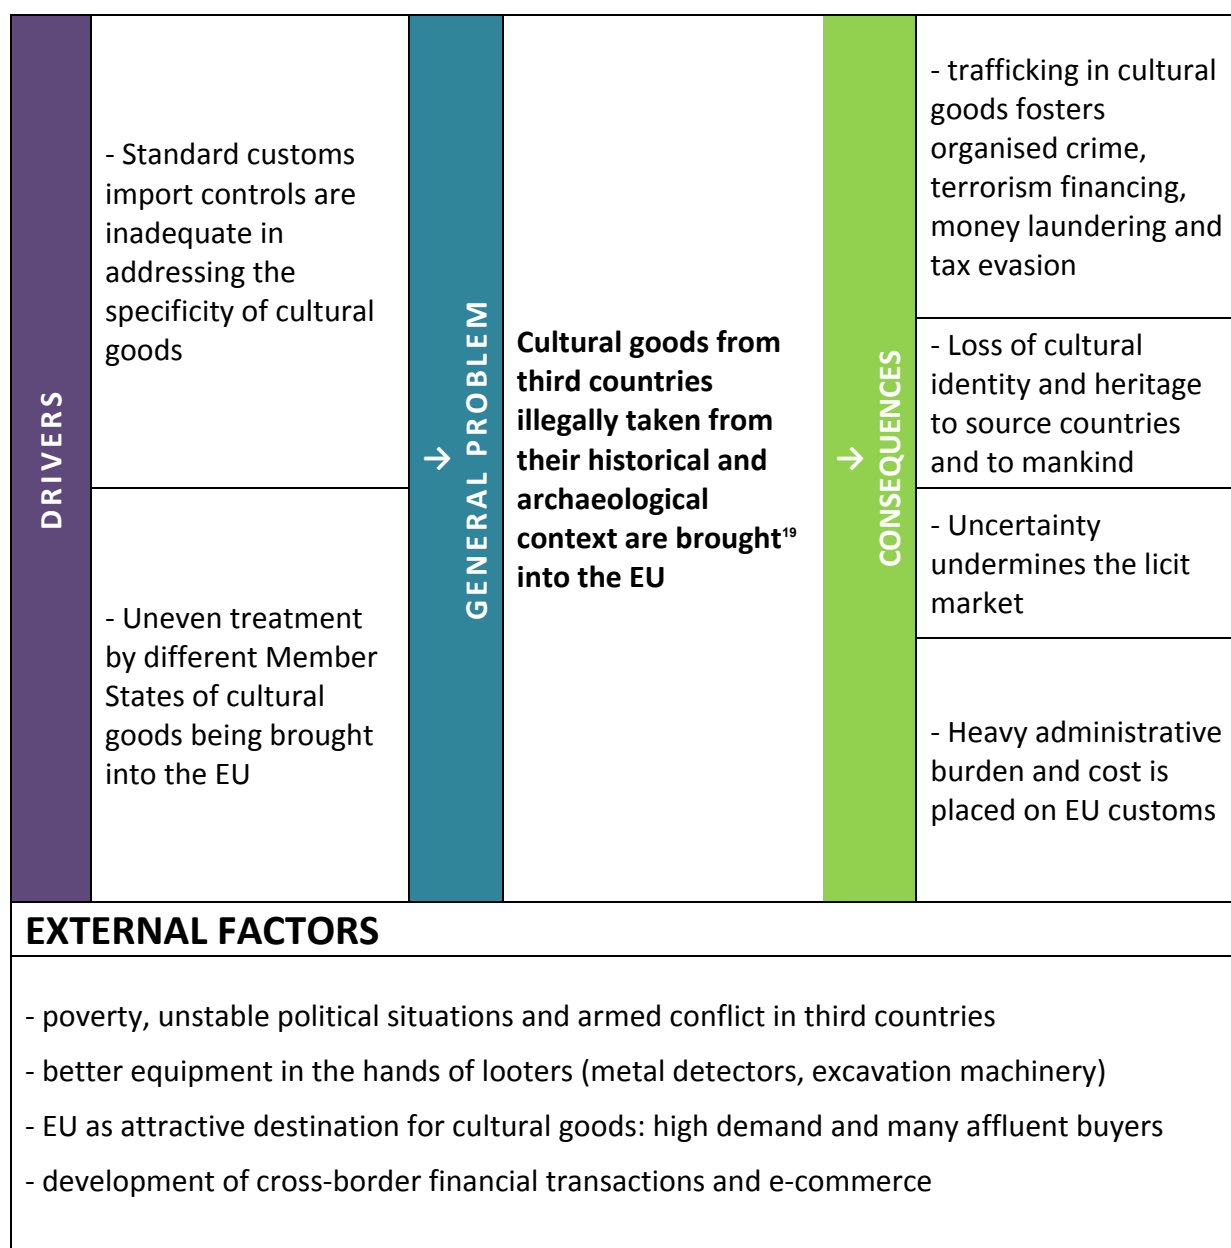 DRIVERS
- Standard customs
import controls are
inadequate in
addressing the
specificity of cultural
goods
- Uneven treatment
by different Member
States of cultural
goods being brought
into the EU
→
GENERAL PROBLEM
Cultural goods from
third countries
illegally taken from
their historical and
archaeological
context are brought¹⁹
into the EU
→
CONSEQUENCES
- trafficking in cultural
goods fosters
organised crime,
terrorism financing,
money laundering and
tax evasion
- Loss of cultural
identity and heritage
to source countries
and to mankind
- Uncertainty
undermines the licit
market
- Heavy administrative
burden and cost is
placed on EU customs
EXTERNAL FACTORS
- poverty, unstable political situations and armed conflict in third countries
- better equipment in the hands of looters (metal detectors, excavation machinery)
- EU as attractive destination for cultural goods: high demand and many affluent buyers
- development of cross-border financial transactions and e-commerce